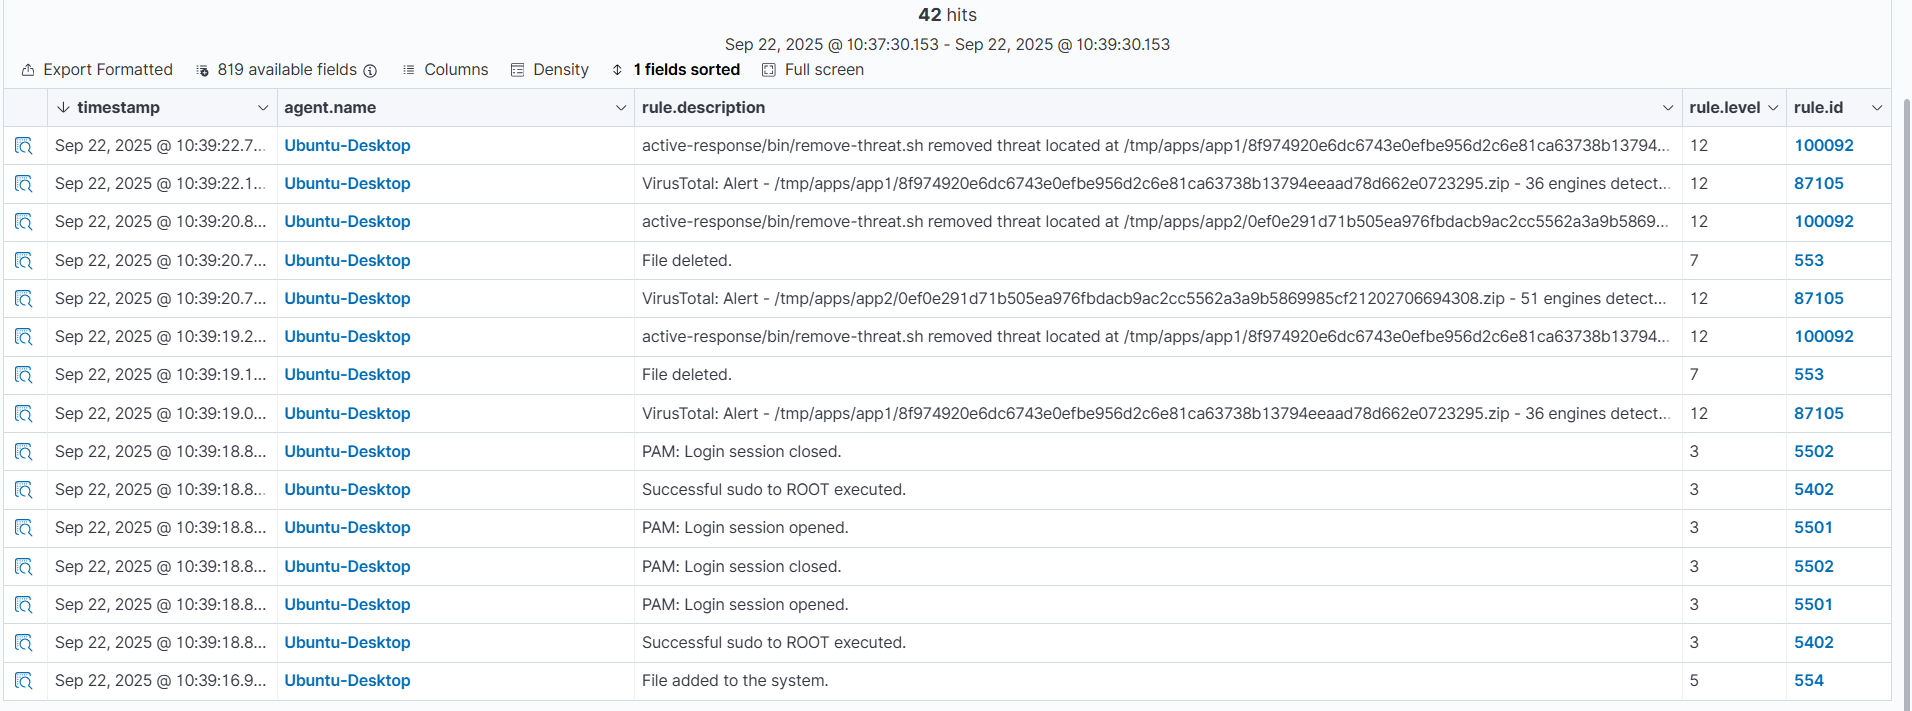 42 hits
Sep 22, 2025 @ 10:37:30.153 - Sep 22, 2025 @ 10:39:30.153
Export Formatted 819 available fields Columns Density 1 fields sorted Full screen
timestamp agent.name rule.description rule.level rule.id
Sep 22, 2025 @ 10:39:22.7... Ubuntu-Desktop active-response/bin/remove-threat.sh removed threat located at /tmp/apps/app1/8f974920e6dc6743e0efbe956d2c6e81ca63738b13794... 12 100092
Sep 22, 2025 @ 10:39:22.1... Ubuntu-Desktop VirusTotal: Alert - /tmp/apps/app1/8f974920e6dc6743e0efbe956d2c6e81ca63738b13794eeaad78d662e0723295.zip - 36 engines detect... 12 87105
Sep 22, 2025 @ 10:39:20.8... Ubuntu-Desktop active-response/bin/remove-threat.sh removed threat located at /tmp/apps/app2/0ef0e291d71b505ea976fbdacb9ac2cc5562a3a9b5869... 12 100092
Sep 22, 2025 @ 10:39:20.7... Ubuntu-Desktop File deleted. 7 553
Sep 22, 2025 @ 10:39:20.7... Ubuntu-Desktop VirusTotal: Alert - /tmp/apps/app2/0ef0e291d71b505ea976fbdacb9ac2cc5562a3a9b5869985cf21202706694308.zip - 51 engines detect... 12 87105
Sep 22, 2025 @ 10:39:19.2... Ubuntu-Desktop active-response/bin/remove-threat.sh removed threat located at /tmp/apps/app1/8f974920e6dc6743e0efbe956d2c6e81ca63738b13794... 12 100092
Sep 22, 2025 @ 10:39:19.1... Ubuntu-Desktop File deleted. 7 553
Sep 22, 2025 @ 10:39:19.0... Ubuntu-Desktop VirusTotal: Alert - /tmp/apps/app1/8f974920e6dc6743e0efbe956d2c6e81ca63738b13794eeaad78d662e0723295.zip - 36 engines detect... 12 87105
Sep 22, 2025 @ 10:39:18.8... Ubuntu-Desktop PAM: Login session closed. 3 5502
Sep 22, 2025 @ 10:39:18.8... Ubuntu-Desktop Successful sudo to ROOT executed. 3 5402
Sep 22, 2025 @ 10:39:18.8... Ubuntu-Desktop PAM: Login session opened. 3 5501
Sep 22, 2025 @ 10:39:18.8... Ubuntu-Desktop PAM: Login session closed. 3 5502
Sep 22, 2025 @ 10:39:18.8... Ubuntu-Desktop PAM: Login session opened. 3 5501
Sep 22, 2025 @ 10:39:18.8... Ubuntu-Desktop Successful sudo to ROOT executed. 3 5402
Sep 22, 2025 @ 10:39:16.9... Ubuntu-Desktop File added to the system. 5 554